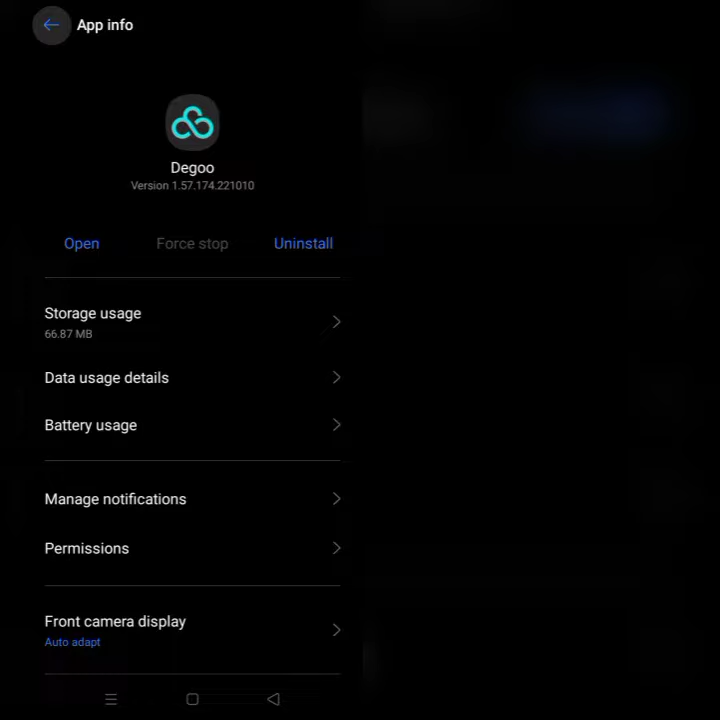 App info
Degoo
Version 1.57.174.221010
Open Force stop Uninstall
Storage usage
66.87 MB
Data usage details
Battery usage
Manage notifications
Permissions
Front camera display
Auto adapt